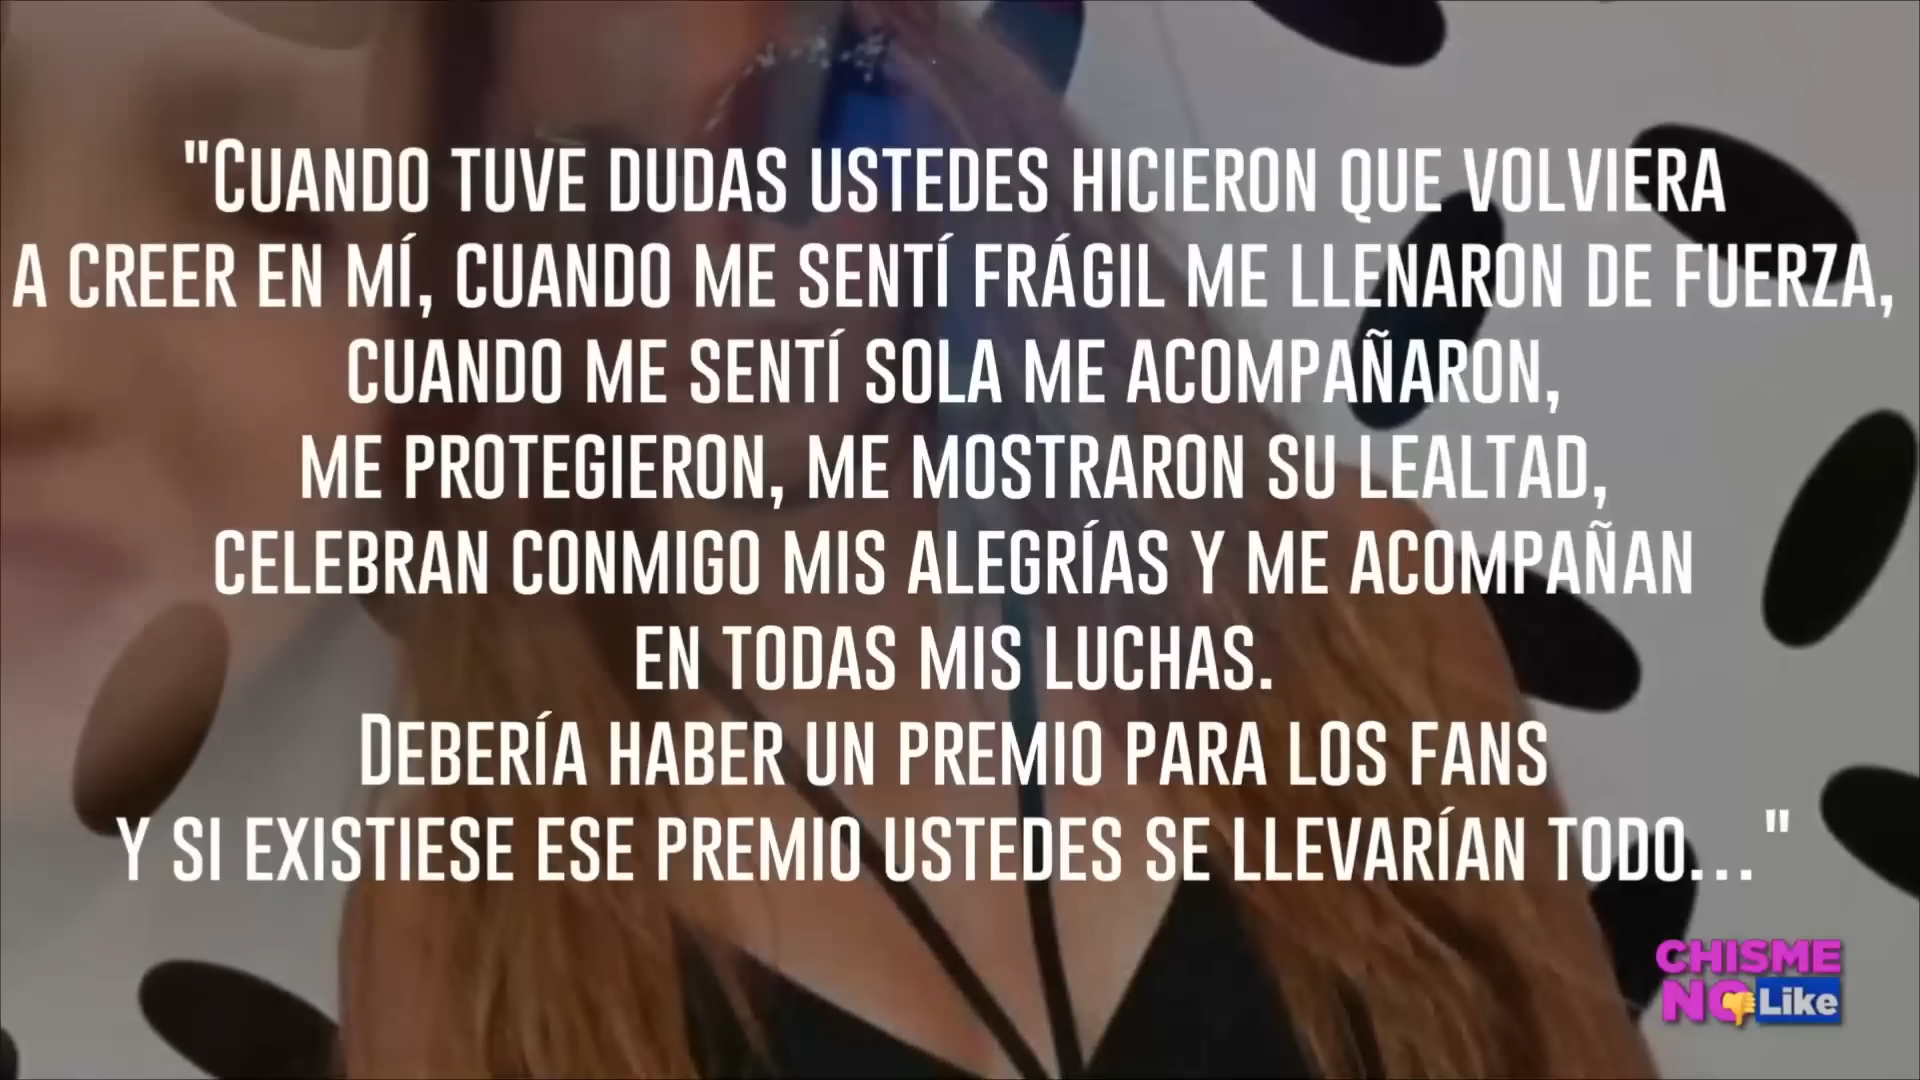 "CUANDO TUVE DUDAS USTEDES HICIERON QUE VOLVIERA
A CREER EN MÍ, CUANDO ME SENTÍ FRÁGIL ME LLENARON DE FUERZA,
CUANDO ME SENTÍ SOLA ME ACOMPAÑARON,
ME PROTEGIERON, ME MOSTRARON SU LEALTAD,
CELEBRAN CONMIGO MIS ALEGRÍAS Y ME ACOMPAÑAN
EN TODAS MIS LUCHAS.
DEBERÍA HABER UN PREMIO PARA LOS FANS
Y SI EXISTIESE ESE PREMIO USTEDES SE LLEVARÍAN TODO..."
CHISME
NO Like